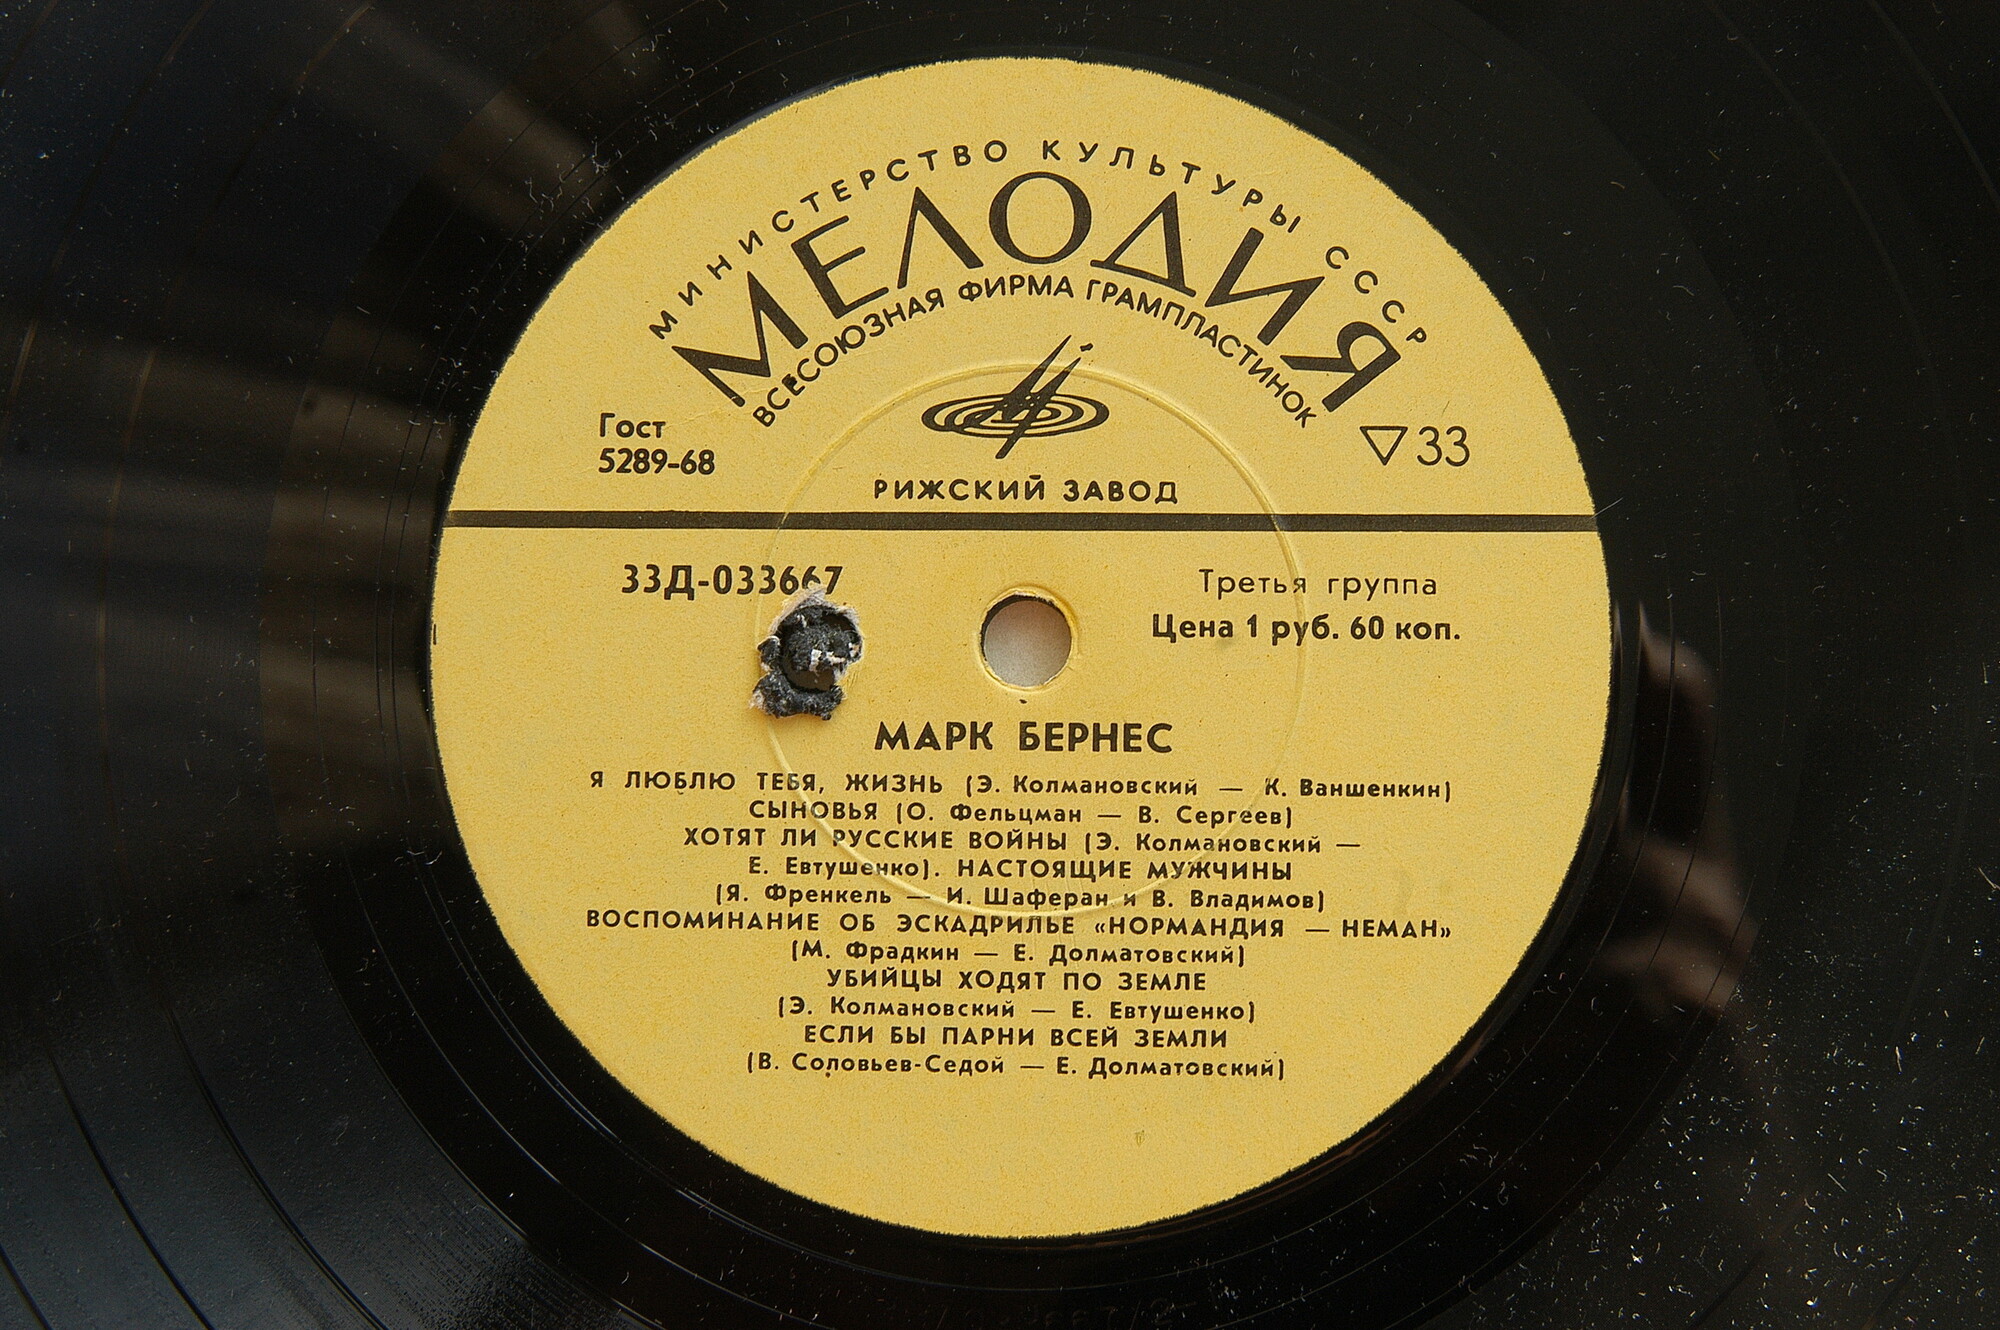 МИНИСТЕРСТВО КУЛЬТУРЫ СССР
МЕЛОДИЯ
ВСЕСОЮЗНАЯ ФИРМА ГРАМПЛАСТИНОК
Гост
5289-68
▽33
РИЖСКИЙ ЗАВОД
33Д-033667
Третья группа
Цена 1 руб. 60 коп.
МАРК БЕРНЕС
Я ЛЮБЛЮ ТЕБЯ, ЖИЗНЬ (Э. Колмановский — К. Ваншенкин)
СЫНОВЬЯ (О. Фельцман — В. Сергеев)
ХОТЯТ ЛИ РУССКИЕ ВОЙНЫ (Э. Колмановский —
Е. Евтушенко). НАСТОЯЩИЕ МУЖЧИНЫ
(Я. Френкель — И. Шаферан и В. Владимов)
ВОСПОМИНАНИЕ ОБ ЭСКАДРИЛЬЕ «НОРМАНДИЯ — НЕМАН»
(М. Фрадкин — Е. Долматовский)
УБИЙЦЫ ХОДЯТ ПО ЗЕМЛЕ
(Э. Колмановский — Е. Евтушенко)
ЕСЛИ БЫ ПАРНИ ВСЕЙ ЗЕМЛИ
(В. Соловьев-Седой — Е. Долматовский)